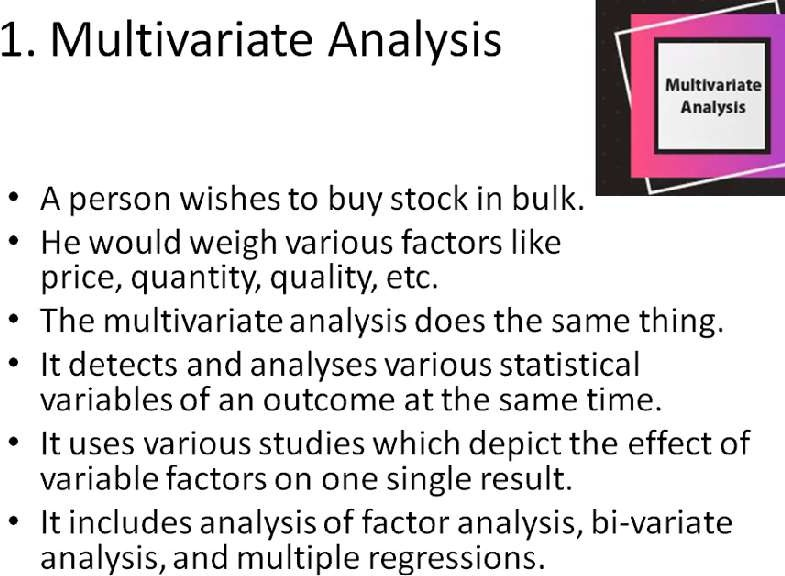 1. Multivariate Analysis
Multivariate
Analysis
• A person wishes to buy stock in bulk.
• He would weigh various factors like
price, quantity, quality, etc.
• The multivariate analysis does the same thing.
• It detects and analyses various statistical
variables of an outcome at the same time.
• It uses various studies which depict the effect of
variable factors on one single result.
• It includes analysis of factor analysis, bi-variate
analysis, and multiple regressions.